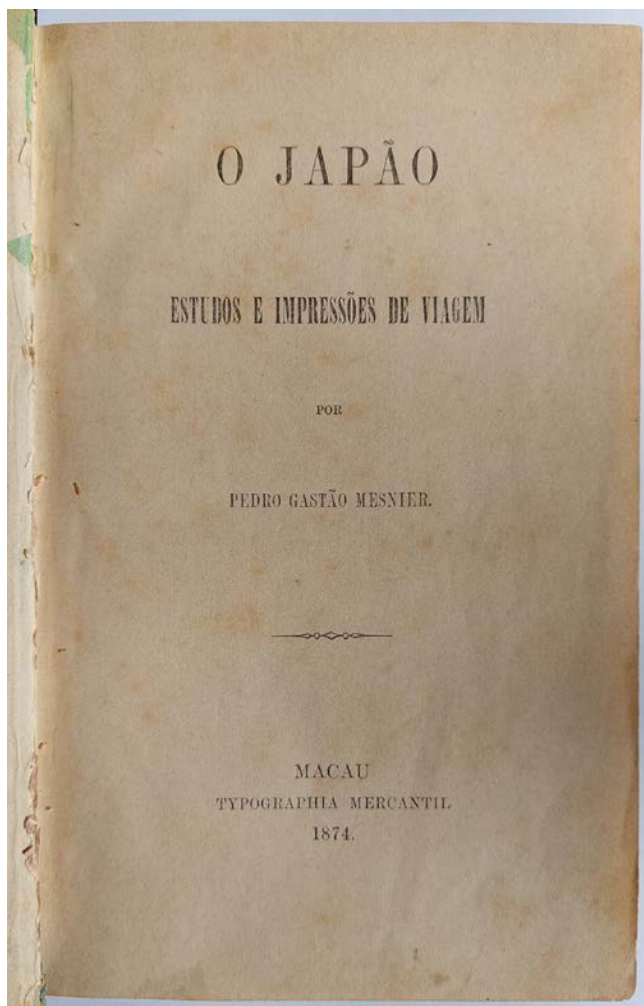 O JAPÃO
ESTUDOS E IMPRESSÕES DE VIAGEM
POR
PEDRO GASTÃO MESNIER.
MACAU
TYPOGRAPHIA MERCANTIL
1874.